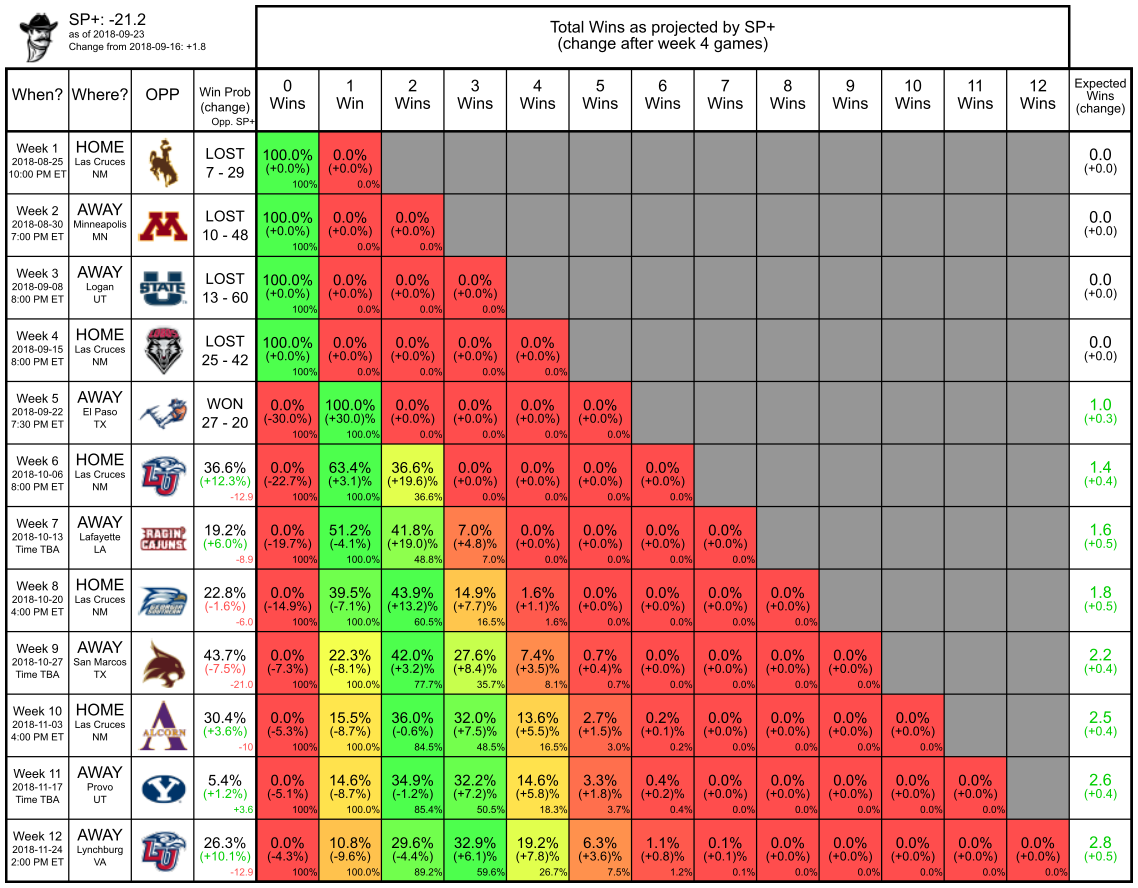 SP+: -21.2
as of 2018-09-23
Change from 2018-09-16: +1.8
Total Wins as projected by SP+
(change after week 4 games)
When? Where? OPP Win Prob (change) Opp. SP+ 0 Wins 1 Win 2 Wins 3 Wins 4 Wins 5 Wins 6 Wins 7 Wins 8 Wins 9 Wins 10 Wins 11 Wins 12 Wins Expected Wins (change)
Week 1 HOME LOST 100.0% 0.0% 0.0
2018-08-25 Las Cruces 7 - 29 (+0.0%) (+0.0%) (+0.0)
10:00 PM ET NM 100% 0.0%
Week 2 AWAY M LOST 100.0% 0.0% 0.0% 0.0
2018-08-30 Minneapolis 10 - 48 (+0.0%) (+0.0%) (+0.0%) (+0.0)
7:00 PM ET MN 100% 0.0% 0.0%
Week 3 AWAY U STATE LOST 100.0% 0.0% 0.0% 0.0% 0.0
2018-09-08 Logan 13 - 60 (+0.0%) (+0.0%) (+0.0%) (+0.0%) (+0.0)
8:00 PM ET UT 100% 0.0% 0.0% 0.0%
Week 4 HOME LOST 100.0% 0.0% 0.0% 0.0% 0.0% 0.0
2018-09-15 Las Cruces 25 - 42 (+0.0%) (+0.0%) (+0.0%) (+0.0%) (+0.0%) (+0.0)
8:00 PM ET NM 100% 0.0% 0.0% 0.0% 0.0%
Week 5 AWAY WON 0.0% 100.0% 0.0% 0.0% 0.0% 0.0% 1.0
2018-09-22 El Paso 27 - 20 (-30.0%) (+30.0)% (+0.0%) (+0.0%) (+0.0%) (+0.0%) (+0.3)
7:30 PM ET TX 100% 100.0% 0.0% 0.0% 0.0% 0.0%
Week 6 HOME LU 36.6% 0.0% 63.4% 36.6% 0.0% 0.0% 0.0% 0.0% 1.4
2018-10-06 Las Cruces (+12.3%) (-22.7%) (+3.1)% (+19.6)% (+0.0%) (+0.0%) (+0.0%) (+0.0%) (+0.4)
8:00 PM ET NM -12.9 100% 100.0% 36.6% 0.0% 0.0% 0.0% 0.0%
Week 7 AWAY RAGIN' CAJUNS 19.2% 0.0% 51.2% 41.8% 7.0% 0.0% 0.0% 0.0% 0.0% 1.6
2018-10-13 Lafayette (+6.0%) (-19.7%) (-4.1%) (+19.0)% (+4.8)% (+0.0%) (+0.0%) (+0.0%) (+0.0%) (+0.5)
Time TBA LA -8.9 100% 100.0% 48.8% 7.0% 0.0% 0.0% 0.0% 0.0%
Week 8 HOME GEORGIA SOUTHERN 22.8% 0.0% 39.5% 43.9% 14.9% 1.6% 0.0% 0.0% 0.0% 0.0% 1.8
2018-10-20 Las Cruces (-1.6%) (-14.9%) (-7.1%) (+13.2)% (+7.7)% (+1.1)% (+0.0%) (+0.0%) (+0.0%) (+0.0%) (+0.5)
4:00 PM ET NM -6.0 100% 100.0% 60.5% 16.5% 1.6% 0.0% 0.0% 0.0% 0.0%
Week 9 AWAY 43.7% 0.0% 22.3% 42.0% 27.6% 7.4% 0.7% 0.0% 0.0% 0.0% 0.0% 2.2
2018-10-27 San Marcos (-7.5%) (-7.3%) (-8.1%) (+3.2)% (+8.4)% (+3.5)% (+0.4)% (+0.0%) (+0.0%) (+0.0%) (+0.0%) (+0.4)
Time TBA TX -21.0 100% 100.0% 77.7% 35.7% 8.1% 0.7% 0.0% 0.0% 0.0% 0.0%
Week 10 HOME A ALCORN 30.4% 0.0% 15.5% 36.0% 32.0% 13.6% 2.7% 0.2% 0.0% 0.0% 0.0% 0.0% 2.5
2018-11-03 Las Cruces (+3.6%) (-5.3%) (-8.7%) (-0.6%) (+7.5)% (+5.5)% (+1.5)% (+0.1)% (+0.0%) (+0.0%) (+0.0%) (+0.0%) (+0.4)
4:00 PM ET NM -10 100% 100.0% 84.5% 48.5% 16.5% 3.0% 0.2% 0.0% 0.0% 0.0% 0.0%
Week 11 AWAY Y 5.4% 0.0% 14.6% 34.9% 32.2% 14.6% 3.3% 0.4% 0.0% 0.0% 0.0% 0.0% 0.0% 2.6
2018-11-17 Provo (+1.2%) (-5.1%) (-8.7%) (-1.2%) (+7.2)% (+5.8)% (+1.8)% (+0.2)% (+0.0%) (+0.0%) (+0.0%) (+0.0%) (+0.0%) (+0.4)
Time TBA UT +3.6 100% 100.0% 85.4% 50.5% 18.3% 3.7% 0.4% 0.1% 0.0% 0.0% 0.0% 0.0%
Week 12 AWAY LU 26.3% 0.0% 10.8% 29.6% 32.9% 19.2% 6.3% 1.1% 0.1% 0.0% 0.0% 0.0% 0.0% 0.0% 2.8
2018-11-24 Lynchburg (+10.1%) (-4.3%) (-9.6%) (-4.4%) (+6.1)% (+7.8)% (+3.6)% (+0.8)% (+0.1)% (+0.0%) (+0.0%) (+0.0%) (+0.0%) (+0.0%) (+0.5)
2:00 PM ET VA -12.9 100% 100.0% 89.2% 59.6% 26.7% 7.5% 1.2% 0.1% 0.0% 0.0% 0.0% 0.0% 0.0%